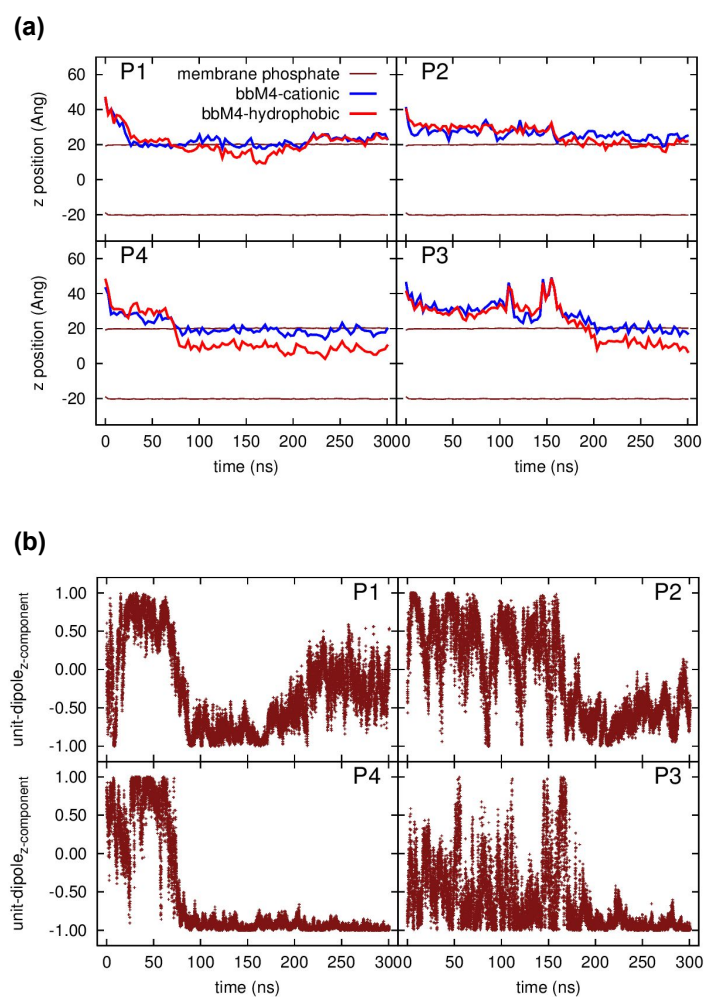 (a)
P1
membrane phosphate
bbM4-cationic
bbM4-hydrophobic
P2
z position (Ang)
60
40
20
0
-20
P4
P3
z position (Ang)
60
40
20
0
-20
0 50 100 150 200 250 300
50 100 150 200 250 300
time (ns)
time (ns)
(b)
P1
P2
unit-dipole z-component
1.00
0.50
0.00
-0.50
-1.00
P4
P3
unit-dipole z-component
1.00
0.50
0.00
-0.50
-1.00
0 50 100 150 200 250 300
50 100 150 200 250 300
time (ns)
time (ns)